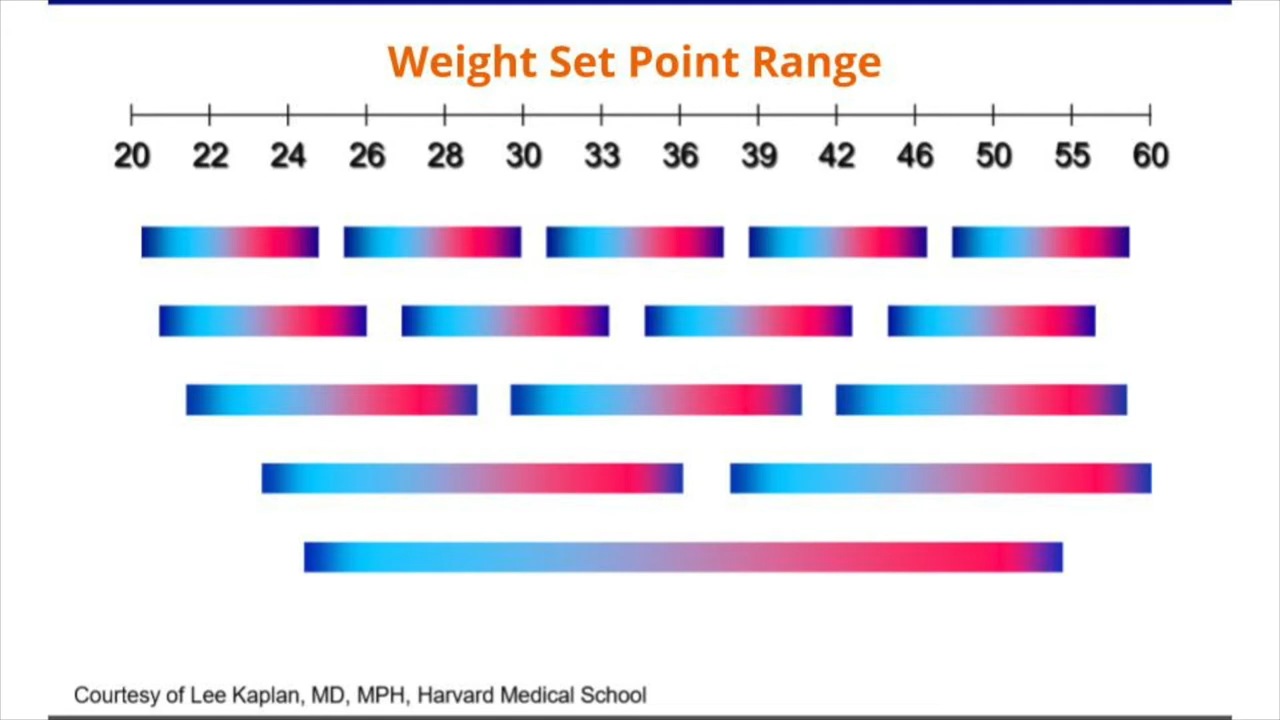 Weight Set Point Range
20 22 24 26 28 30 33 36 39 42 46 50 55 60
Courtesy of Lee Kaplan, MD, MPH, Harvard Medical School